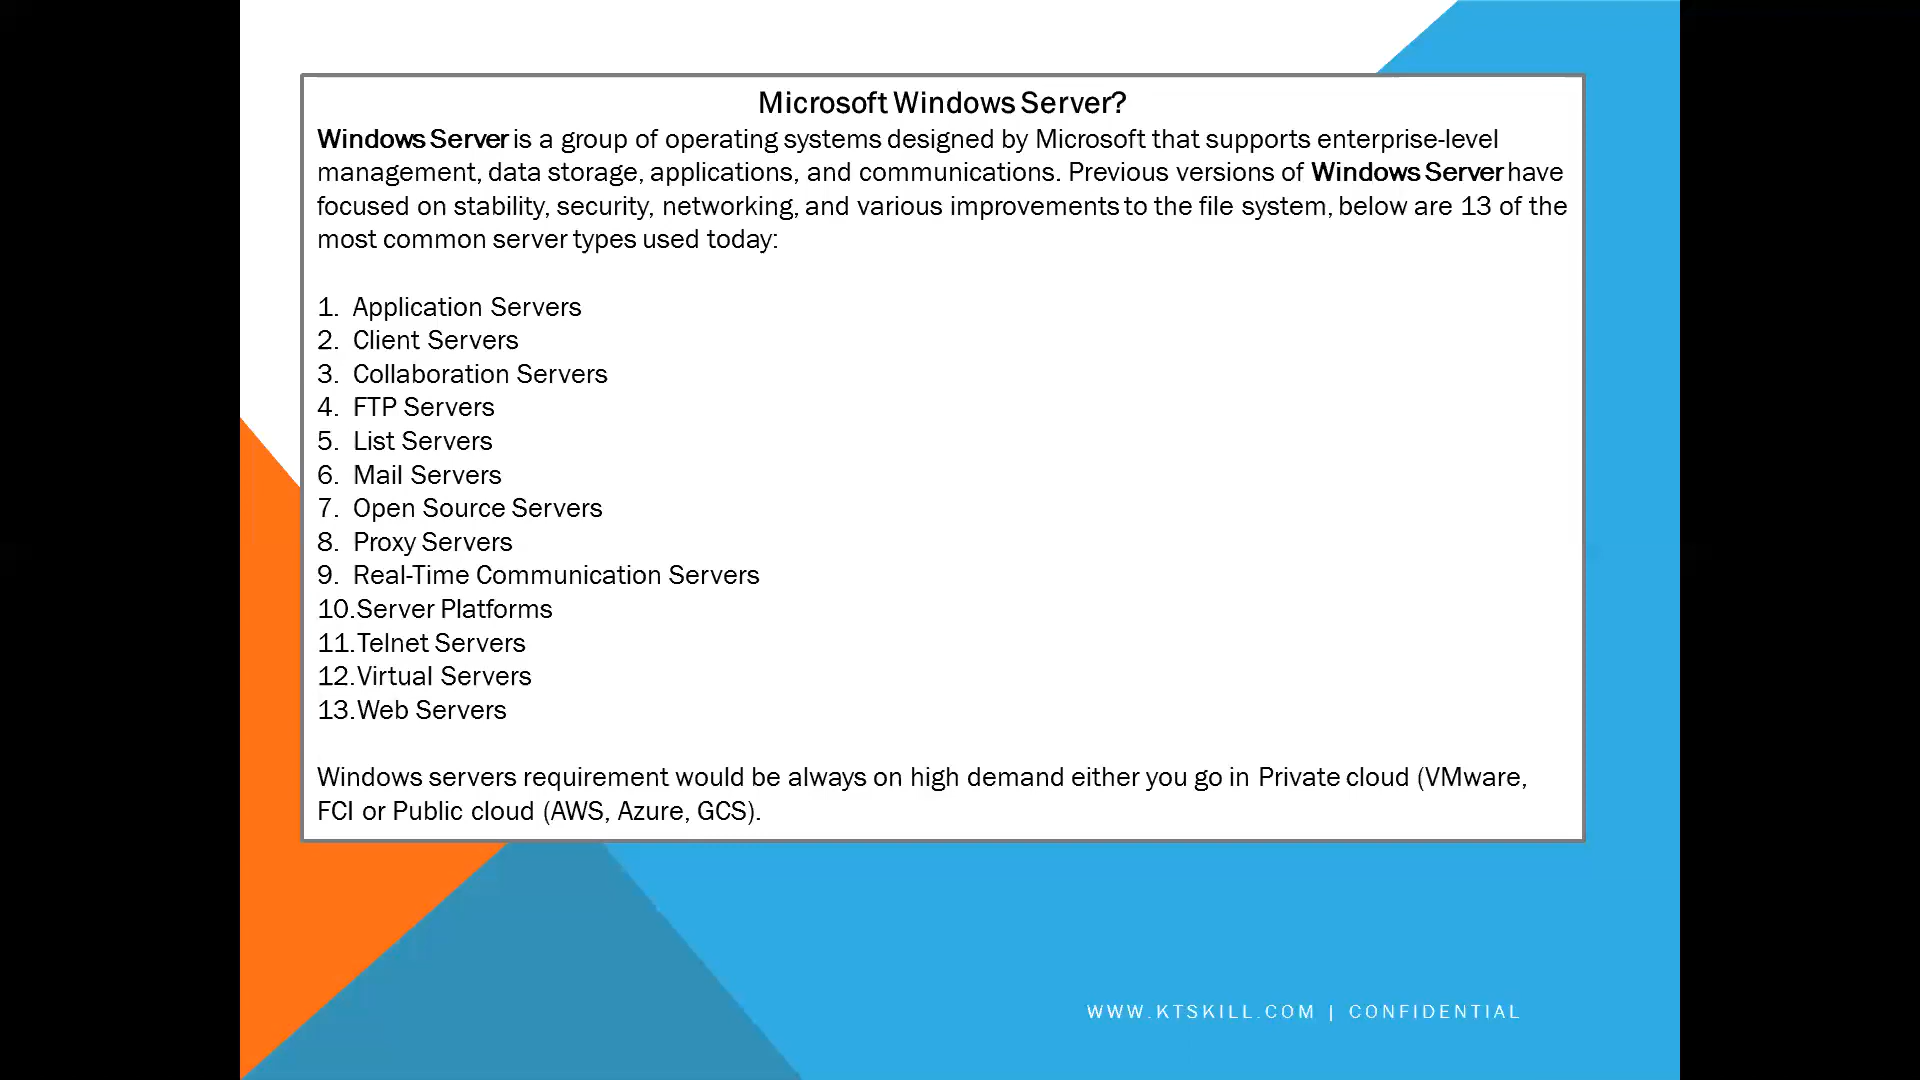 Microsoft Windows Server?
Windows Server is a group of operating systems designed by Microsoft that supports enterprise-level
management, data storage, applications, and communications. Previous versions of Windows Server have
focused on stability, security, networking, and various improvements to the file system, below are 13 of the
most common server types used today:
1. Application Servers
2. Client Servers
3. Collaboration Servers
4. FTP Servers
5. List Servers
6. Mail Servers
7. Open Source Servers
8. Proxy Servers
9. Real-Time Communication Servers
10.Server Platforms
11.Telnet Servers
12.Virtual Servers
13.Web Servers
Windows servers requirement would be always on high demand either you go in Private cloud (VMware,
FCI or Public cloud (AWS, Azure, GCS).
WWW.KTSKILL.COM | CONFIDENTIAL